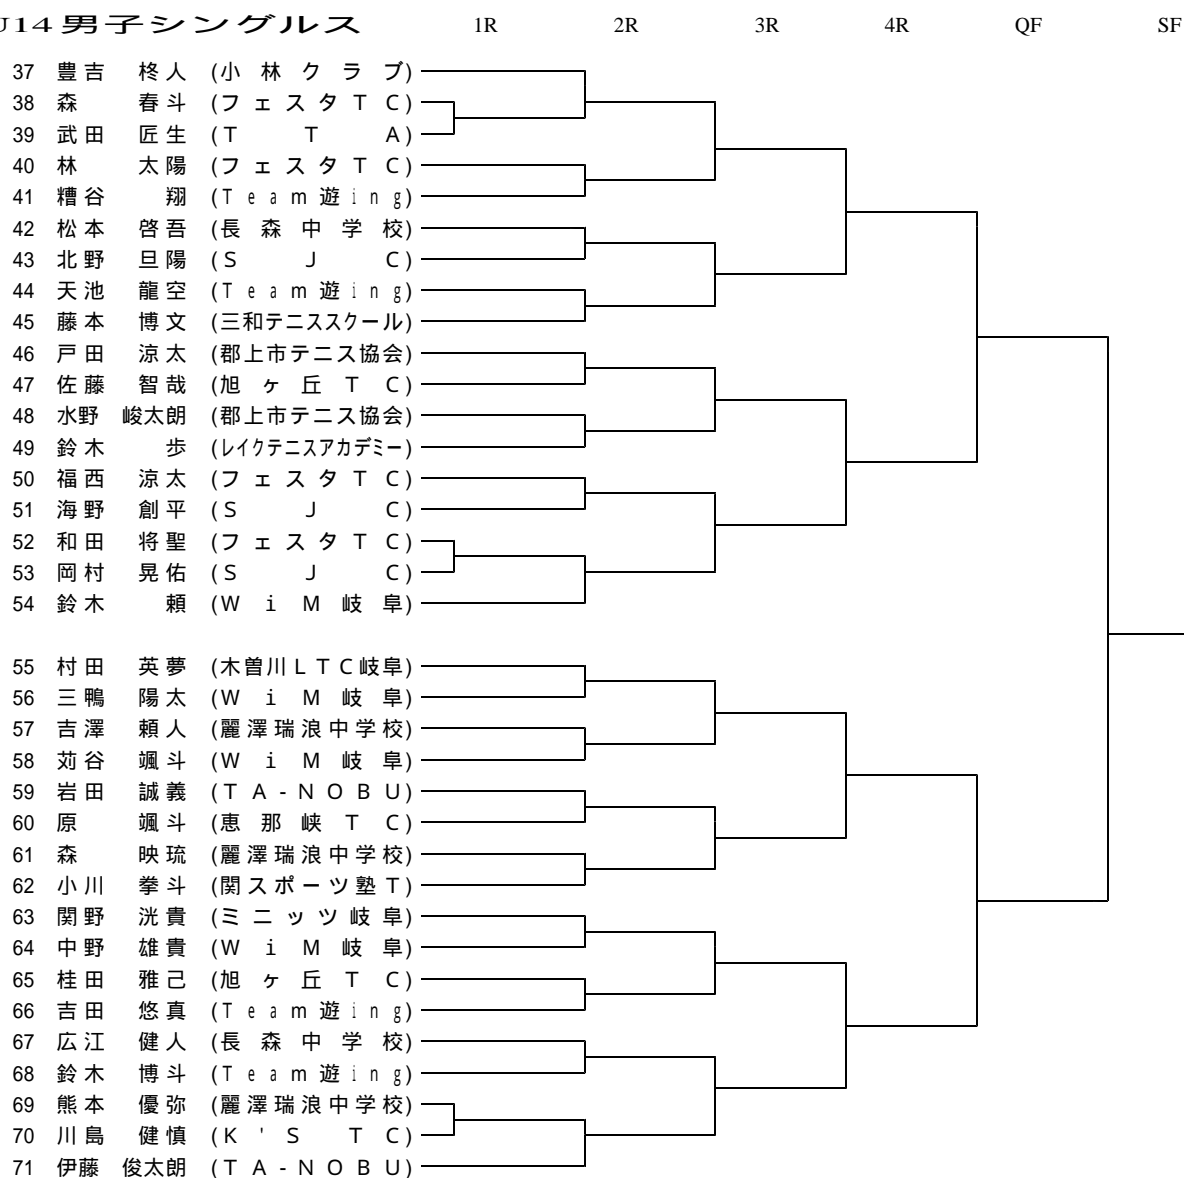 U14男子シングルス 1R 2R 3R 4R QF SF
37 豊吉 柊人 (小林クラブ)
38 森 春斗 (フェスタTC)
39 武田 匠生 (TTA)
40 林 太陽 (フェスタTC)
41 糟谷 翔 (Team遊ing)
42 松本 啓吾 (長森中学校)
43 北野 旦陽 (SJC)
44 天池 龍空 (Team遊ing)
45 藤本 博文 (三和テニススクール)
46 戸田 涼太 (郡上市テニス協会)
47 佐藤 智哉 (旭ヶ丘TC)
48 水野 峻太朗 (郡上市テニス協会)
49 鈴木 歩 (レイクテニスアカデミー)
50 福西 涼太 (フェスタTC)
51 海野 創平 (SJC)
52 和田 将聖 (フェスタTC)
53 岡村 晃佑 (SJC)
54 鈴木 頼 (WiM岐阜)
55 村田 英夢 (木曽川LTC岐阜)
56 三鴨 陽太 (WiM岐阜)
57 吉澤 頼人 (麗澤瑞浪中学校)
58 苅谷 颯斗 (WiM岐阜)
59 岩田 誠義 (TA-NOBU)
60 原 颯斗 (恵那峡TC)
61 森 映琉 (麗澤瑞浪中学校)
62 小川 拳斗 (関スポーツ塾T)
63 関野 洸貴 (ミニッツ岐阜)
64 中野 雄貴 (WiM岐阜)
65 桂田 雅己 (旭ヶ丘TC)
66 吉田 悠真 (Team遊ing)
67 広江 健人 (長森中学校)
68 鈴木 博斗 (Team遊ing)
69 熊本 優弥 (麗澤瑞浪中学校)
70 川島 健慎 (K'S TC)
71 伊藤 俊太朗 (TA-NOBU)